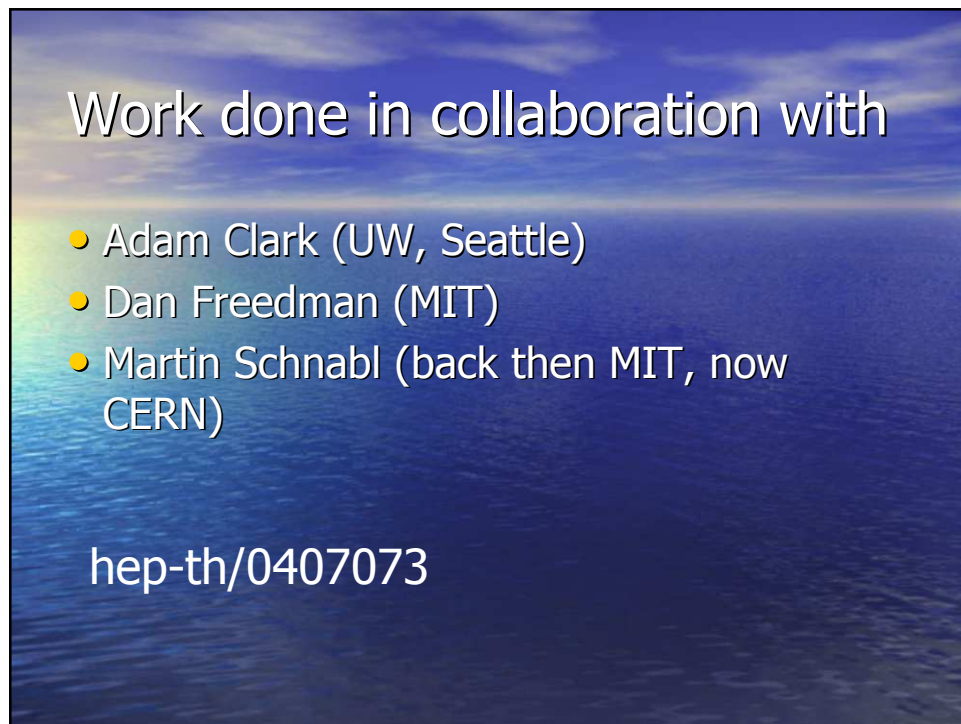 Work done in collaboration with
• Adam Clark (UW, Seattle)
• Dan Freedman (MIT)
• Martin Schnabl (back then MIT, now
CERN)
hep-th/0407073